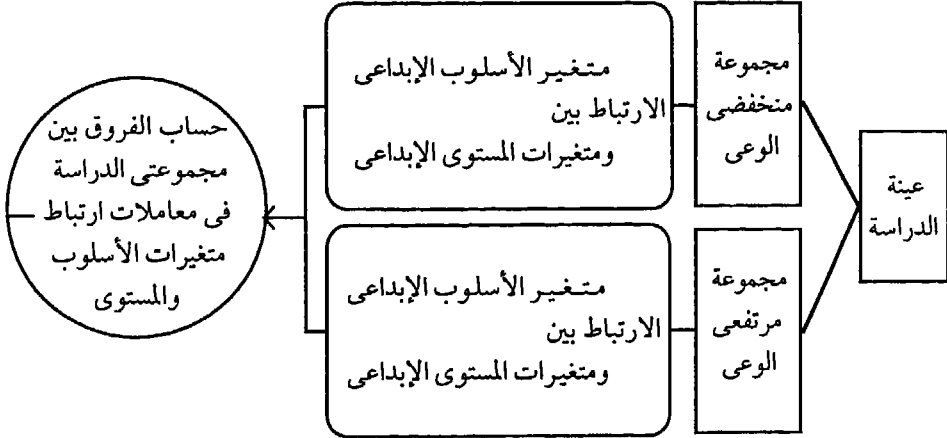 عينة
الدراسة
مجموعة
منخفضى
الوعى
متغير الأسلوب الإبداعى
الارتباط بين
ومتغيرات المستوى الإبداعى
مجموعة
مرتفعى
الوعى
متغير الأسلوب الإبداعى
الارتباط بين
ومتغيرات المستوى الإبداعى
حساب الفروق بين
مجموعتى الدراسة
فى معاملات ارتباط
متغيرات الأسلوب
والمستوى